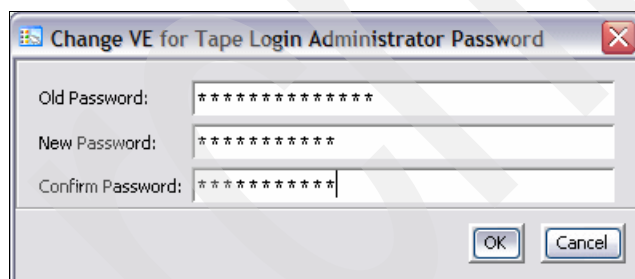 Change VE for Tape Login Administrator Password
Old Password: **************
New Password: ***********
Confirm Password: ***********
OK Cancel